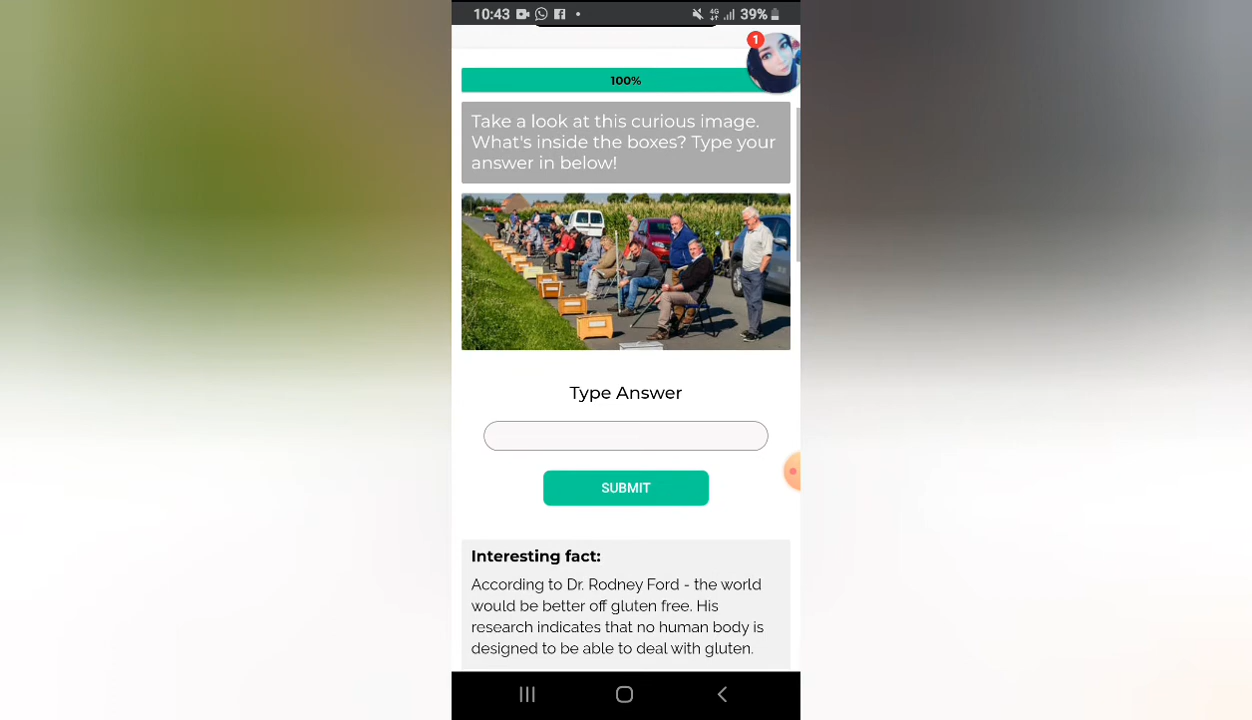 10:43
4G
39%
1
100%
Take a look at this curious image.
What's inside the boxes? Type your
answer in below!
Type Answer
SUBMIT
Interesting fact:
According to Dr. Rodney Ford - the world
would be better off gluten free. His
research indicates that no human body is
designed to be able to deal with gluten.